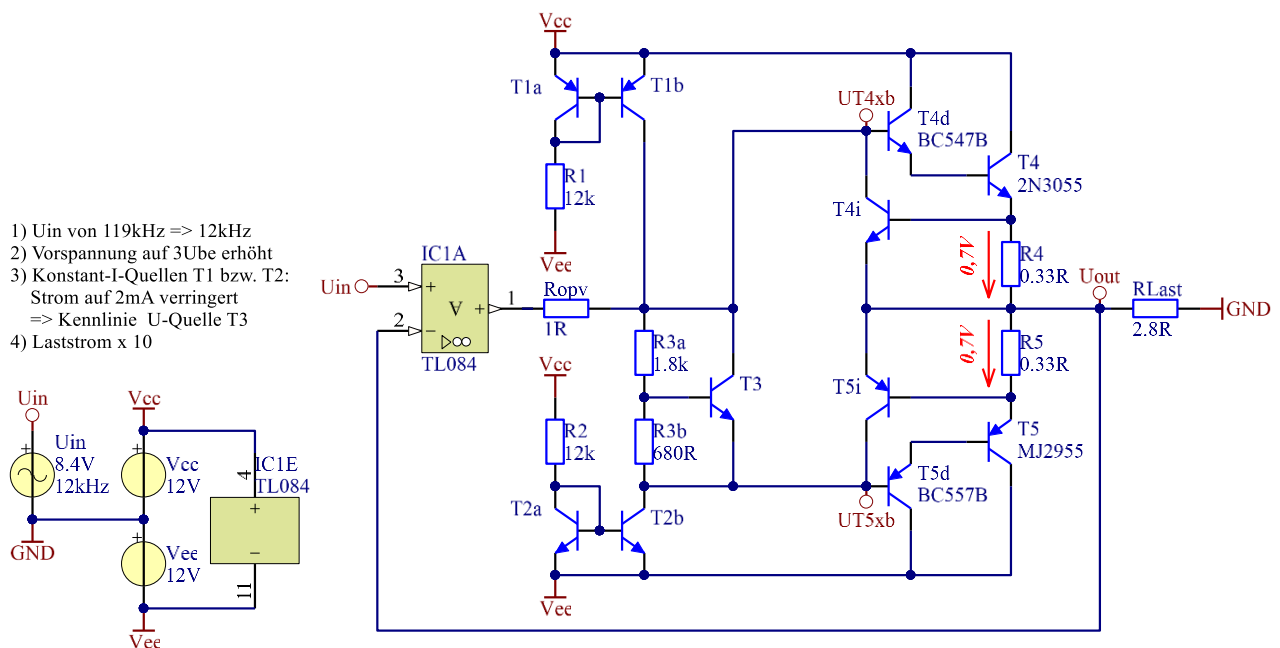 Vcc
T1a
T1b
UT4xb
T4d
BC547B
T4
2N3055
R1
12k
T4i
1) Uin von 119kHz => 12kHz
2) Vorspannung auf 3Ube erhöht
3) Konstant-I-Quellen T1 bzw. T2:
Strom auf 2mA verringert
=> Kennlinie U-Quelle T3
4) Laststrom x 10
Vee
IC1A
0,7V
R4
0.33R
Uin
3
+
V
+
1
Ropv
1R
Uout
RLast
2.8R
GND
2
−
▷∞
TL084
R3a
1.8k
0,7V
R5
0.33R
Vcc
T3
T5i
Uin
Vcc
R2
12k
R3b
680R
T5
MJ2955
+
Uin
8.4V
12kHz
+
Vcc
12V
4
IC1E
TL084
+
−
11
T5d
BC557B
T2a
T2b
UT5xb
GND
+
Vee
12V
Vee
Vee